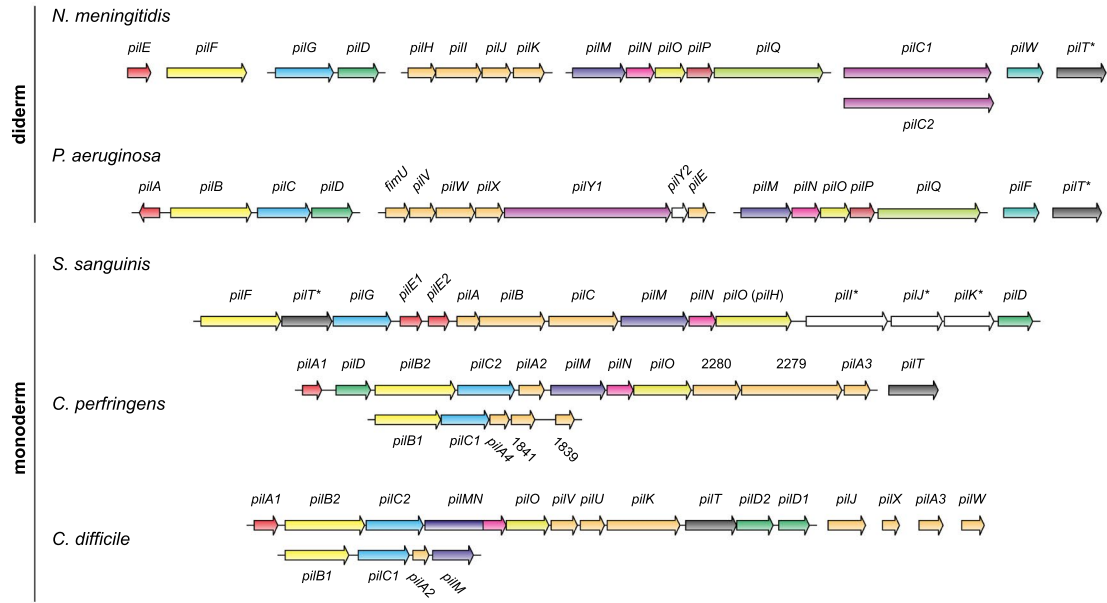 N. meningitidis
pilE pilF pilG pilD pilH pilI pilJ pilK pilM pilN pilO pilP pilQ pilC1 pilW pilT*
pilC2
diderm
P. aeruginosa
pilA pilB pilC pilD fimU pilV pilW pilX pilY1 pilY2 pilE pilM pilN pilO pilP pilQ pilF pilT*
S. sanguinis
pilF pilT* pilG pilE1 pilE2 pilA pilB pilC pilM pilN pilO (pilH) pilI* pilJ* pilK* pilD
monoderm
pilA1 pilD pilB2 pilC2 pilA2 pilM pilN pilO 2280 2279 pilA3 pilT
C. perfringens
pilB1 pilC1 pilA4 1841 1839
pilA1 pilB2 pilC2 pilMN pilO pilV pilU pilK pilT pilD2 pilD1 pilJ pilX pilA3 pilW
C. difficile
pilB1 pilC1 pilA2 pilM